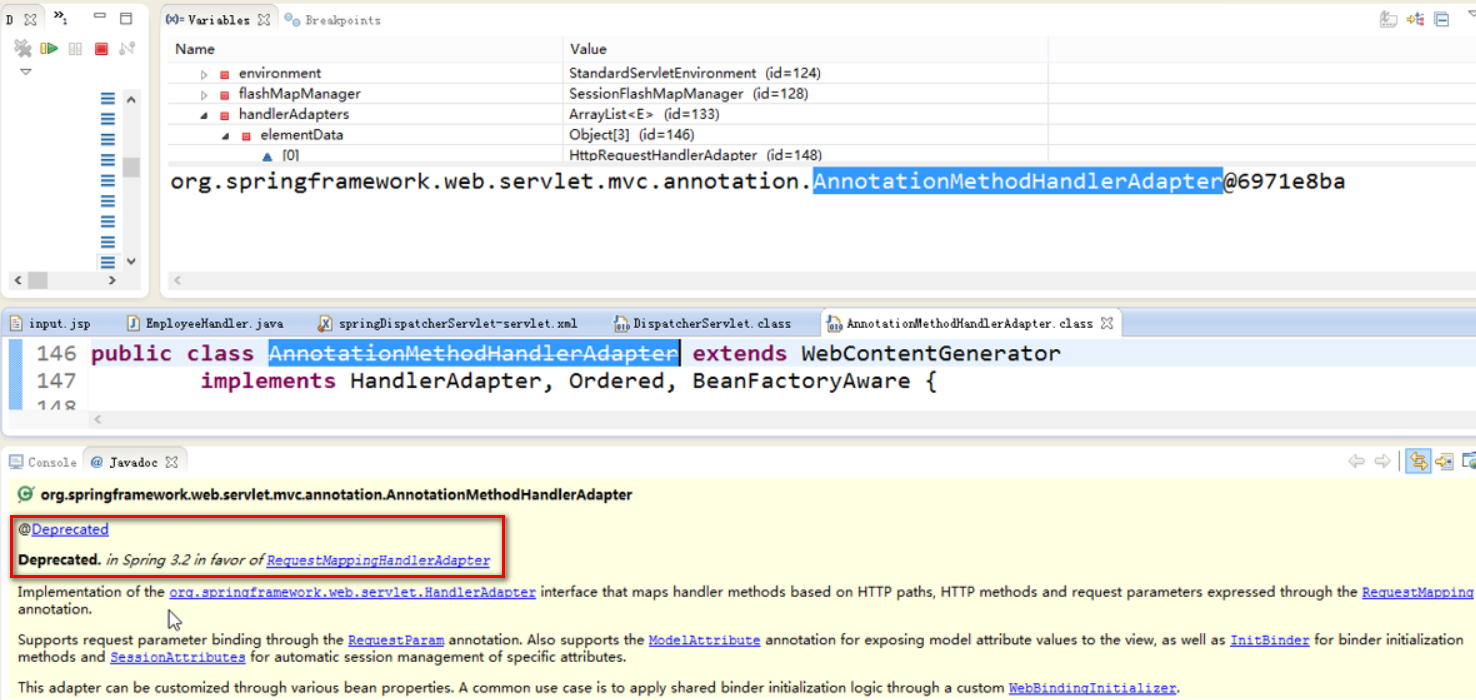 D »1 (x)= Variables Breakpoints
Name Value
environment StandardServletEnvironment (id=124)
flashMapManager SessionFlashMapManager (id=128)
handlerAdapters ArrayList<E> (id=133)
elementData Object[3] (id=146)
[0] HttpRequestHandlerAdapter (id=148)
org.springframework.web.servlet.mvc.annotation.AnnotationMethodHandlerAdapter@6971e8ba
input.jsp EmployeeHandler.java springDispatcherServlet-servlet.xml DispatcherServlet.class AnnotationMethodHandlerAdapter.class
146 public class AnnotationMethodHandlerAdapter extends WebContentGenerator
147 implements HandlerAdapter, Ordered, BeanFactoryAware {
148
Console @ Javadoc
org.springframework.web.servlet.mvc.annotation.AnnotationMethodHandlerAdapter
@Deprecated
Deprecated. in Spring 3.2 in favor of RequestMappingHandlerAdapter
Implementation of the org.springframework.web.servlet.HandlerAdapter interface that maps handler methods based on HTTP paths, HTTP methods and request parameters expressed through the RequestMapping
annotation.
Supports request parameter binding through the RequestParam annotation. Also supports the ModelAttribute annotation for exposing model attribute values to the view, as well as InitBinder for binder initialization
methods and SessionAttributes for automatic session management of specific attributes.
This adapter can be customized through various bean properties. A common use case is to apply shared binder initialization logic through a custom WebBindingInitializer.